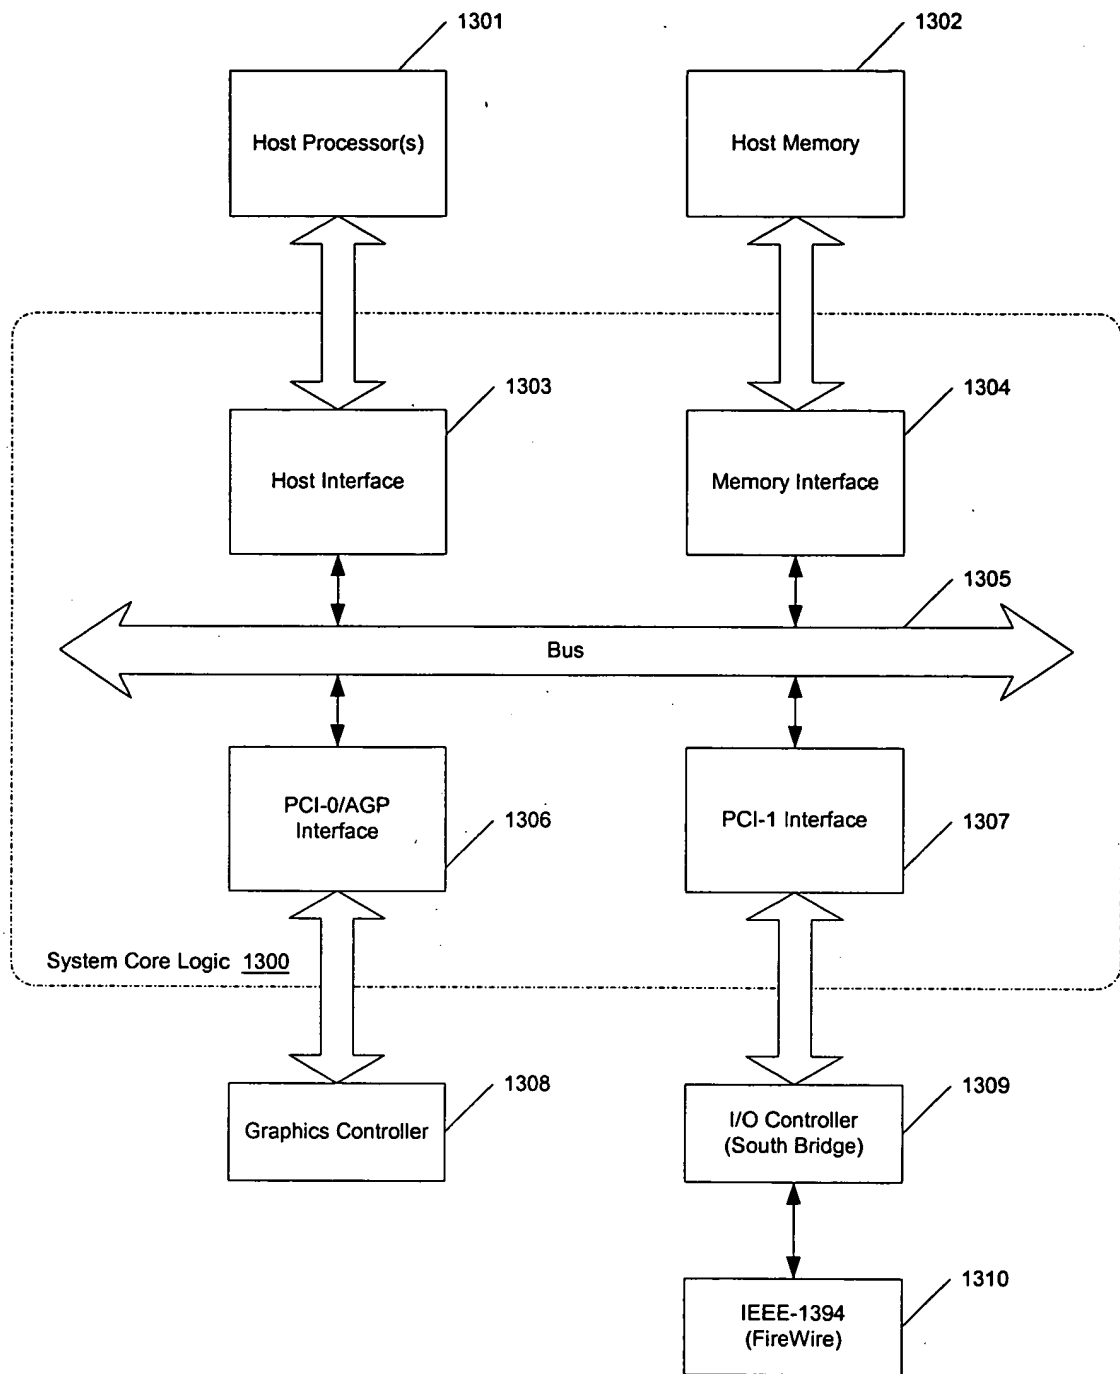 1301
1302
Host Processor(s)
Host Memory
1303
1304
Host Interface
Memory Interface
1305
Bus
PCI-0/AGP
Interface
1306
PCI-1 Interface
1307
System Core Logic 1300
1308
Graphics Controller
1309
I/O Controller
(South Bridge)
1310
IEEE-1394
(FireWire)